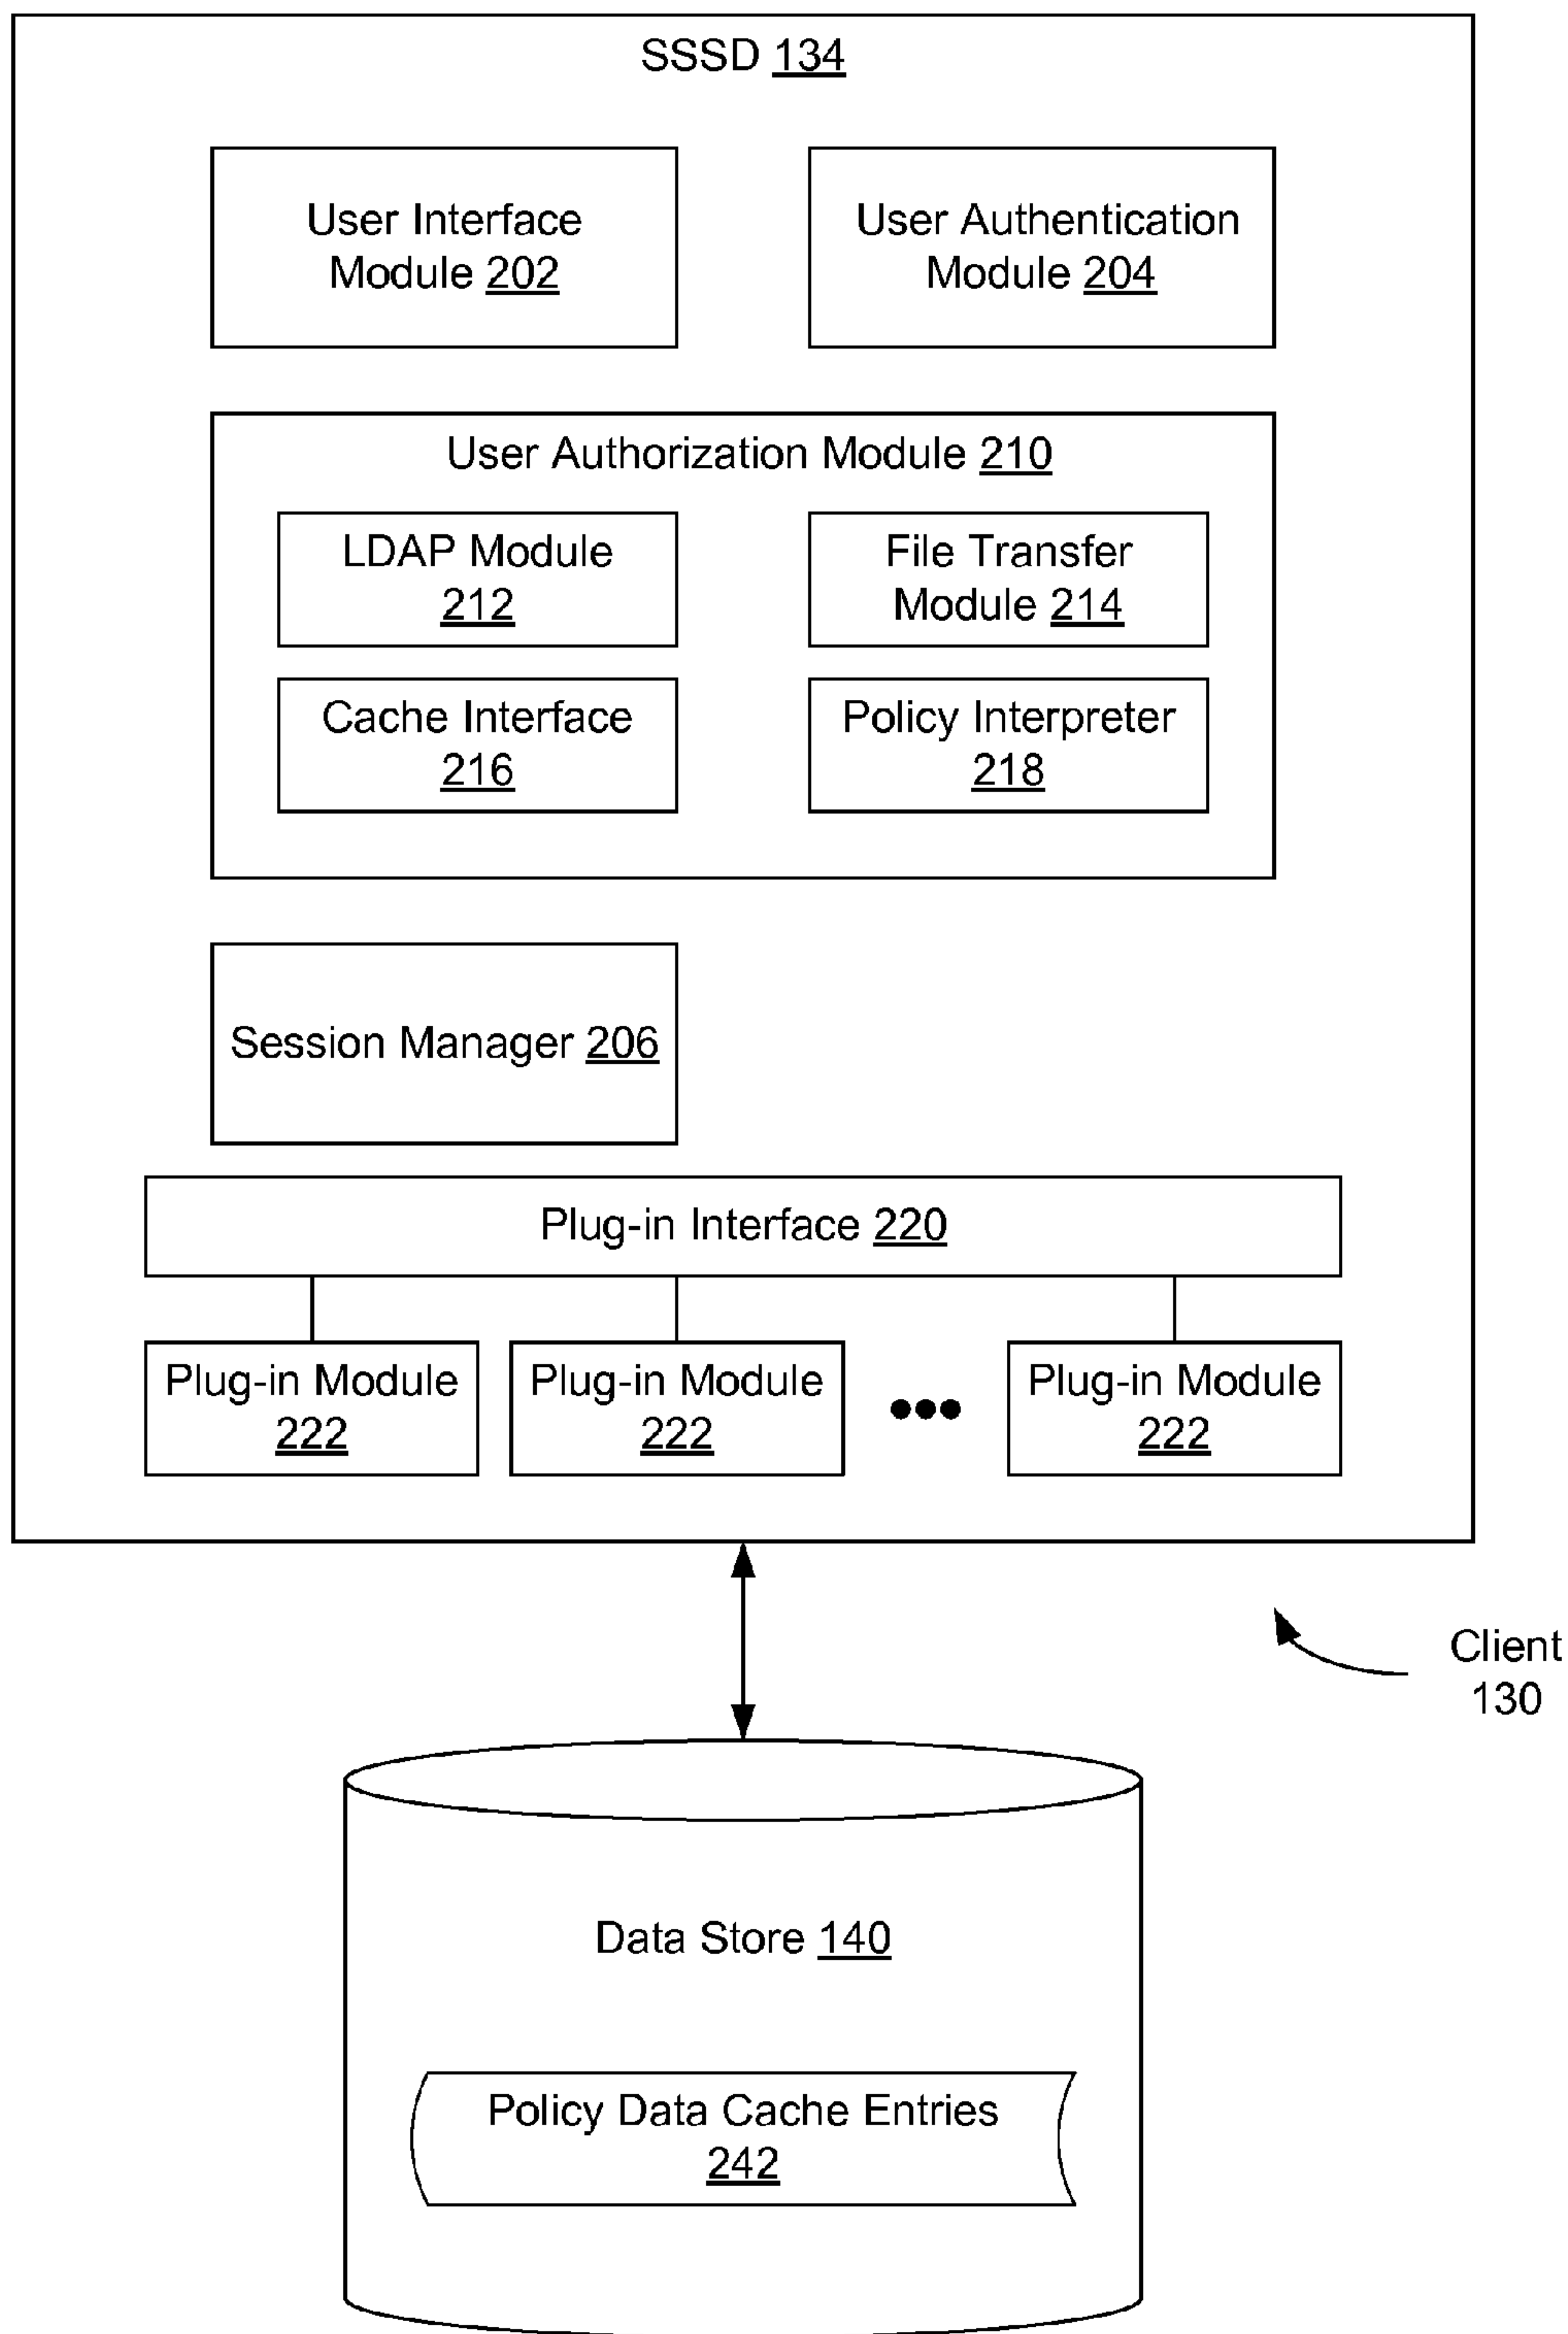 SSSD 134
User Interface
Module 202
User Authentication
Module 204
User Authorization Module 210
LDAP Module
212
File Transfer
Module 214
Cache Interface
216
Policy Interpreter
218
Session Manager 206
Plug-in Interface 220
Plug-in Module
222
Plug-in Module
222
Plug-in Module
222
Client
130
Data Store 140
Policy Data Cache Entries
242